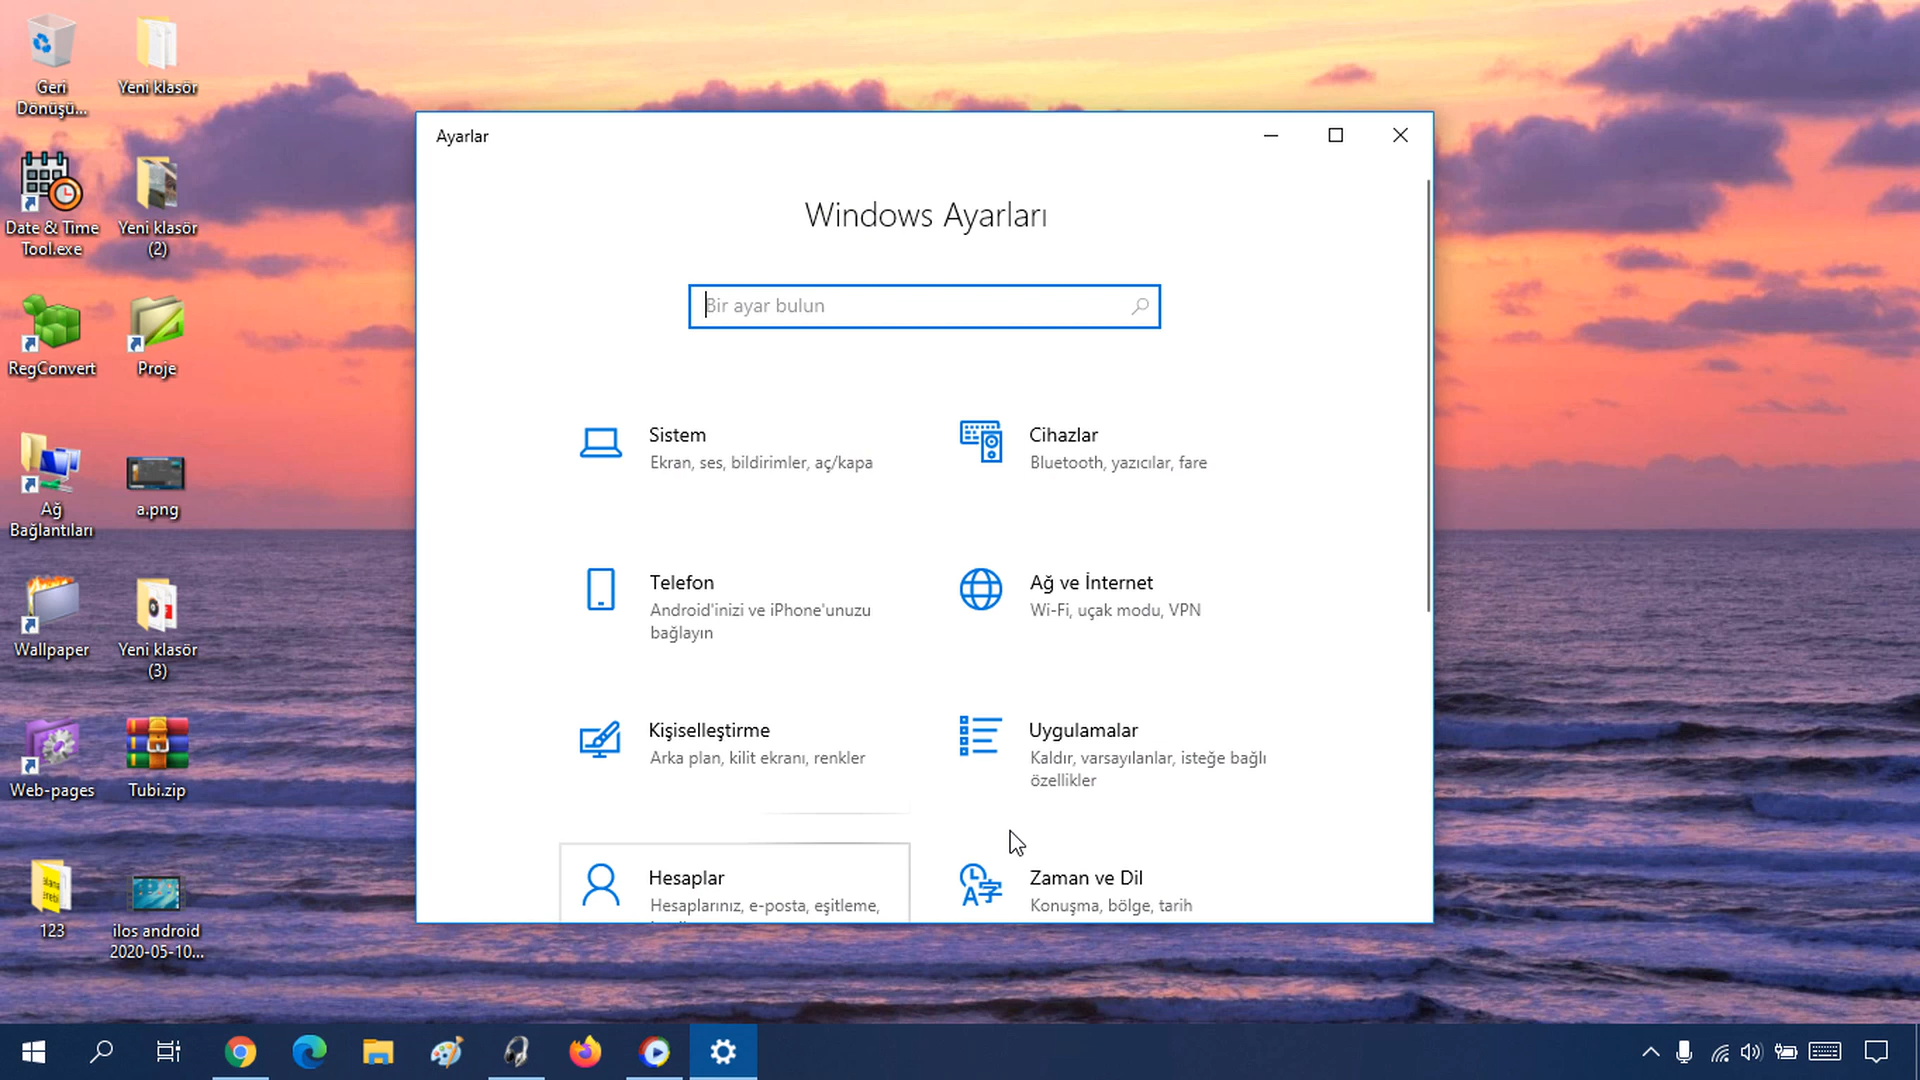 Geri
Dönüşü...
Yeni klasör
Date & Time
Tool.exe
Yeni klasör
(2)
RegConvert
Proje
Ağ
Bağlantıları
a.png
Wallpaper
Yeni klasör
(3)
Web-pages
Tubi.zip
123
ilos android
2020-05-10...
Ayarlar
Windows Ayarları
Bir ayar bulun
Sistem
Ekran, ses, bildirimler, aç/kapa
Cihazlar
Bluetooth, yazıcılar, fare
Telefon
Android'inizi ve iPhone'unuzu
bağlayın
Ağ ve İnternet
Wi-Fi, uçak modu, VPN
Kişiselleştirme
Arka plan, kilit ekranı, renkler
Uygulamalar
Kaldır, varsayılanlar, isteğe bağlı
özellikler
Hesaplar
Hesaplarınız, e-posta, eşitleme,
Zaman ve Dil
Konuşma, bölge, tarih